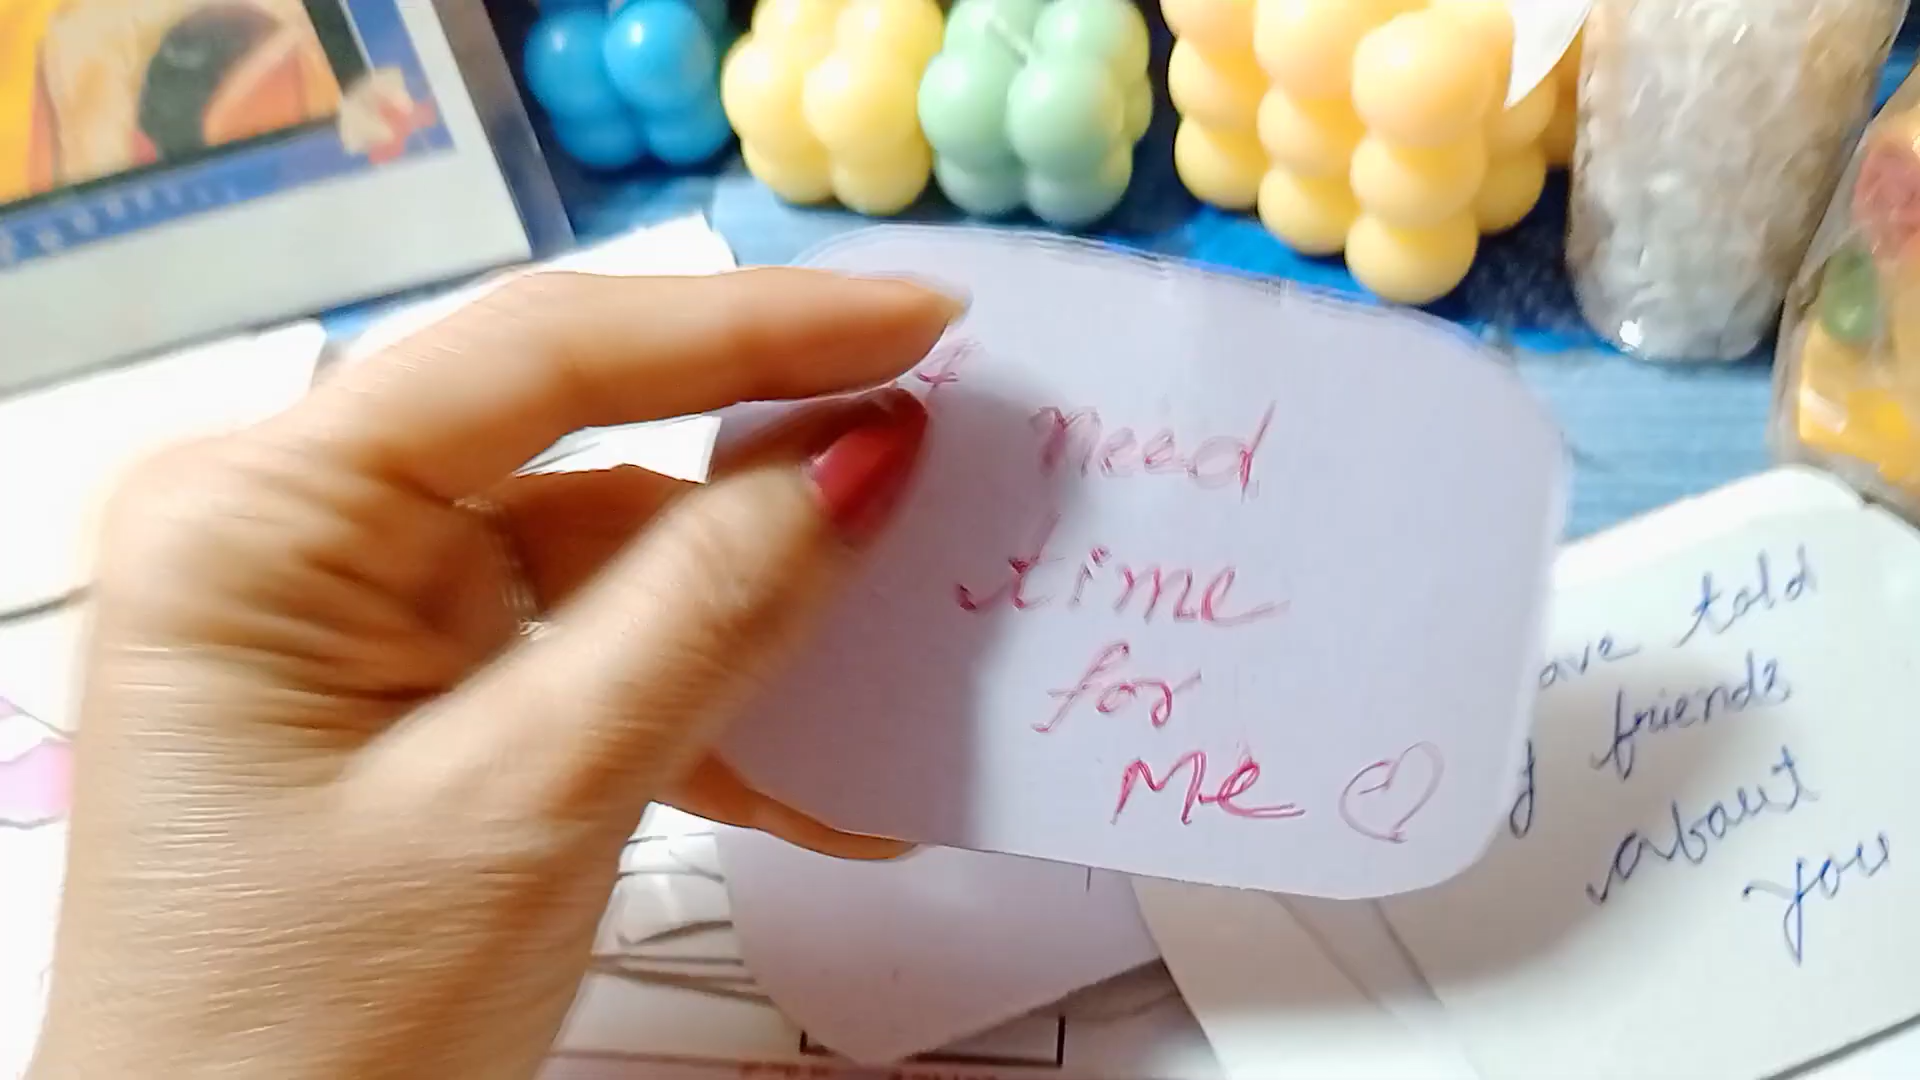 I need
time
for
Me ♡
ave told
friends
about
you